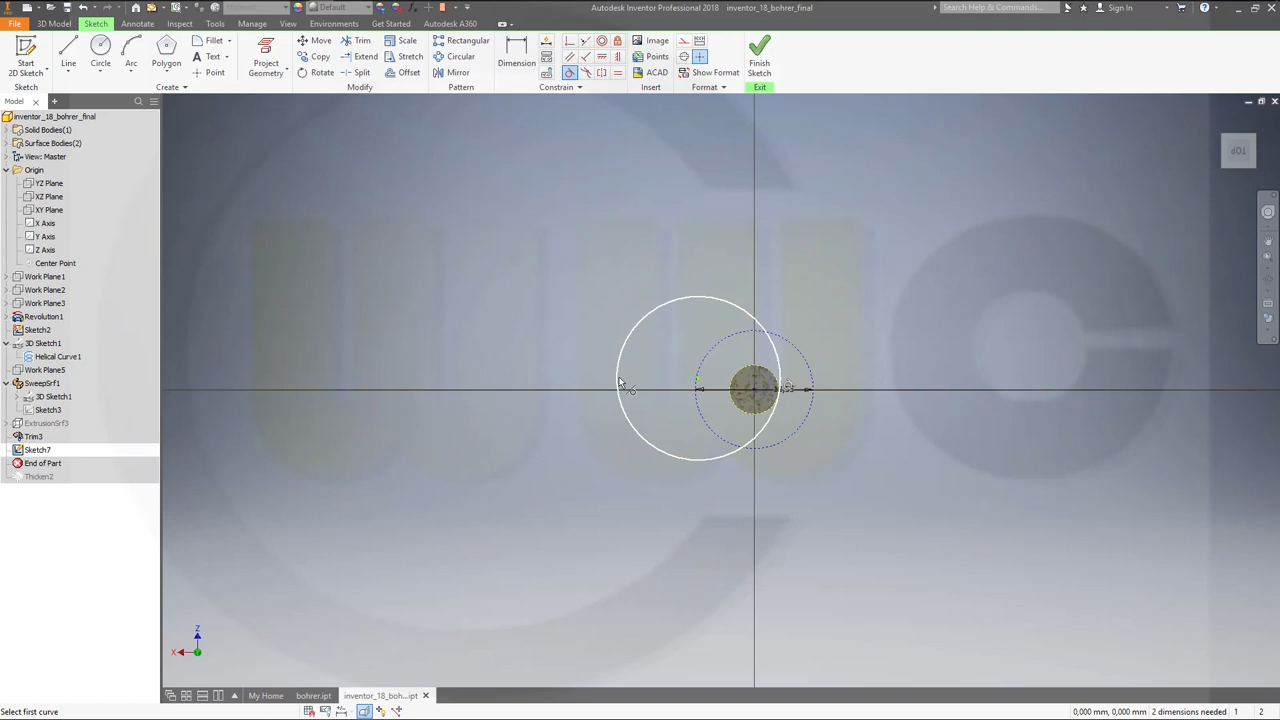 Autodesk Inventor Professional 2018   inventor_18_bohrer_final
Search Help & Commands...
Sign In
Material
Default
File
3D Model
Sketch
Annotate
Inspect
Tools
Manage
View
Environments
Get Started
Autodesk A360
Start
2D Sketch
Line
Circle
Arc
Polygon
Fillet
Text
Point
Project
Geometry
Move
Copy
Rotate
Trim
Extend
Split
Scale
Stretch
Offset
Rectangular
Circular
Mirror
Dimension
Image
Points
ACAD
Show Format
Finish
Sketch
Sketch
Create
Modify
Pattern
Constrain
Insert
Format
Exit
Model
inventor_18_bohrer_final
Solid Bodies(1)
Surface Bodies(2)
View: Master
Origin
YZ Plane
XZ Plane
XY Plane
X Axis
Y Axis
Z Axis
Center Point
Work Plane1
Work Plane2
Work Plane3
Revolution1
Sketch2
3D Sketch1
Helical Curve1
Work Plane5
SweepSrf1
3D Sketch1
Sketch3
ExtrusionSrf3
Trim3
Sketch7
End of Part
Thicken2
TOP
Z
X
My Home
bohrer.ipt
inventor_18_boh...ipt
Select first curve
0,000 mm, 0,000 mm
2 dimensions needed
1
2